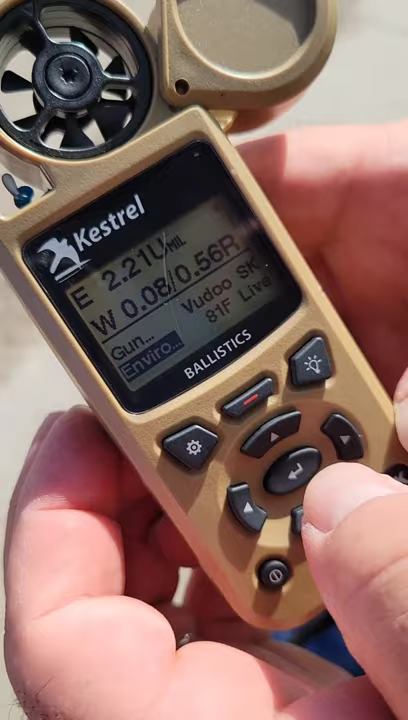 Kestrel
E 2.21U MIL
W 0.08/0.56R
Gun... Vudoo SK
Enviro... 81F Live
BALLISTICS